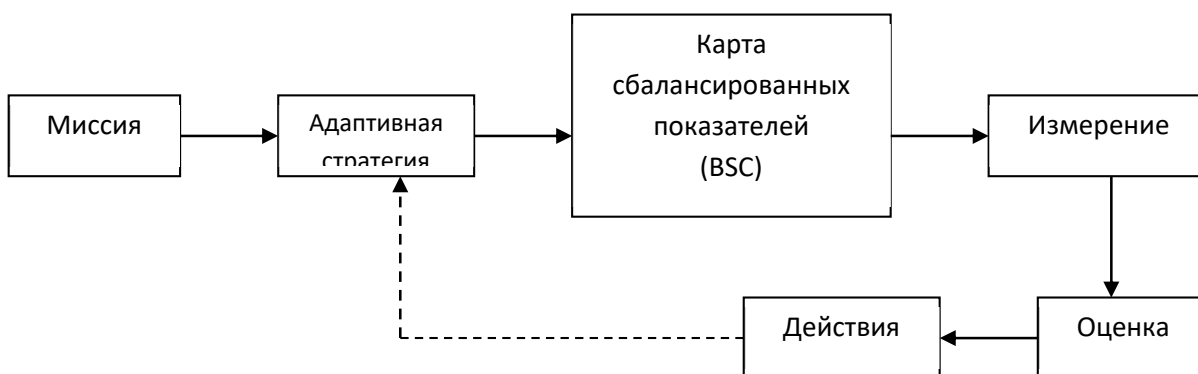 Миссия
Адаптивная
стратегия
Карта
сбалансированных
показателей
(BSC)
Измерение
Действия
Оценка